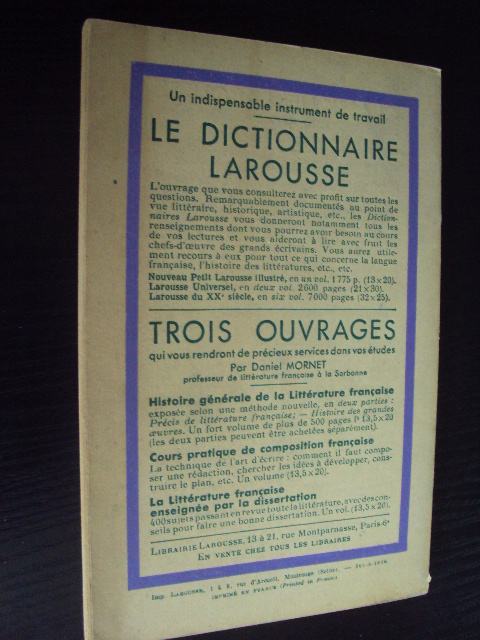 Un indispensable instrument de travail
LE DICTIONNAIRE
LAROUSSE
L'ouvrage que vous consulterez avec profit sur toutes les
questions. Remarquablement documentés au point de
vue littéraire, historique, artistique, etc., les Diction-
naires Larousse vous donneront notamment tous les
renseignements dont vous pourrez avoir besoin au cours
de vos lectures et vous aideront à lire avec fruit les
chefs-d'œuvre des grands écrivains. Vous aurez utile-
ment recours à eux pour tout ce qui concerne la langue
française, l'histoire des littératures, etc., etc.
Nouveau Petit Larousse illustré, en un vol. 1775 p. (13×20).
Larousse Universel, en deux vol. 2600 pages (21×30).
Larousse du XXe siècle, en six vol. 7000 pages (32×25).
TROIS OUVRAGES
qui vous rendront de précieux services dans vos études
Par Daniel MORNET
professeur de littérature française à la Sorbonne
Histoire générale de la Littérature française
exposée selon une méthode nouvelle, en deux parties :
Précis de littérature française; — Histoire des grandes
œuvres. Un fort volume de plus de 500 pages 13,5×20
(les deux parties peuvent être achetées séparément).
Cours pratique de composition française
La technique de l'art d'écrire : comment il faut compo-
ser une rédaction, chercher les idées à développer, cons-
truire le plan, etc. Un volume (13,5×20).
La Littérature française
enseignée par la dissertation
400 sujets passant en revue toute la littérature, avec des con-
seils pour faire une bonne dissertation. Un vol. (13,5×20).
LIBRAIRIE LAROUSSE, 13 à 21, rue Montparnasse, Paris-6e
EN VENTE CHEZ TOUS LES LIBRAIRES
Imp. LAROUSSE, 1 à 9, rue d'Arcueil, Montrouge (Seine). —
IMPRIMÉ EN FRANCE (Printed in France)